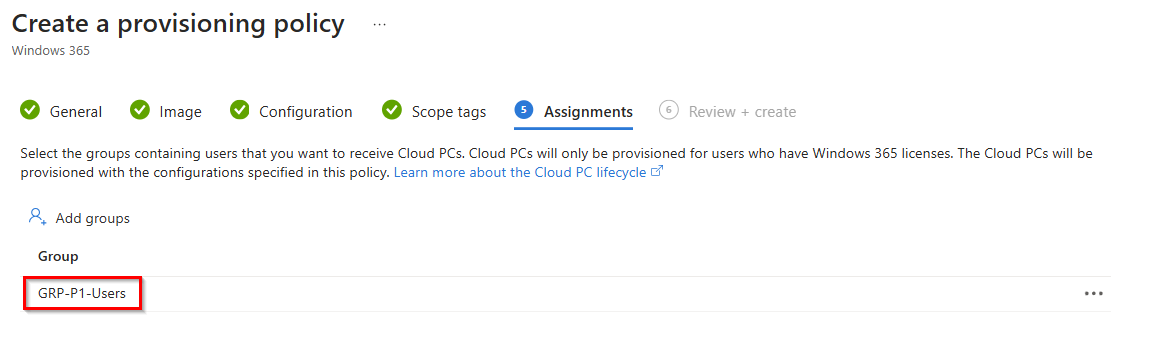 Create a provisioning policy ...
Windows 365
General Image Configuration Scope tags 5 Assignments 6 Review + create
Select the groups containing users that you want to receive Cloud PCs. Cloud PCs will only be provisioned for users who have Windows 365 licenses. The Cloud PCs will be
provisioned with the configurations specified in this policy. Learn more about the Cloud PC lifecycle
Add groups
Group
GRP-P1-Users ...